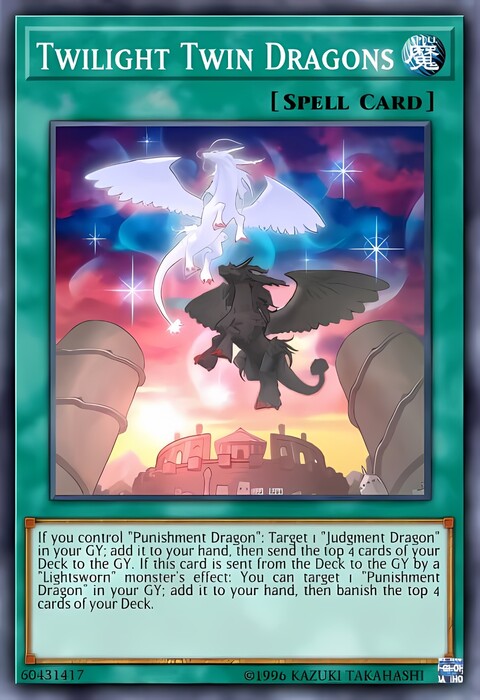 TWILIGHT TWIN DRAGONS
[SPELL CARD]
If you control "Punishment Dragon": Target 1 "Judgment Dragon"
in your GY; add it to your hand, then send the top 4 cards of your
Deck to the GY. If this card is sent from the Deck to the GY by a
"Lightsworn" monster's effect: You can target 1 "Punishment
Dragon" in your GY; add it to your hand, then banish the top 4
cards of your Deck.
60431417
©1996 KAZUKI TAKAHASHI